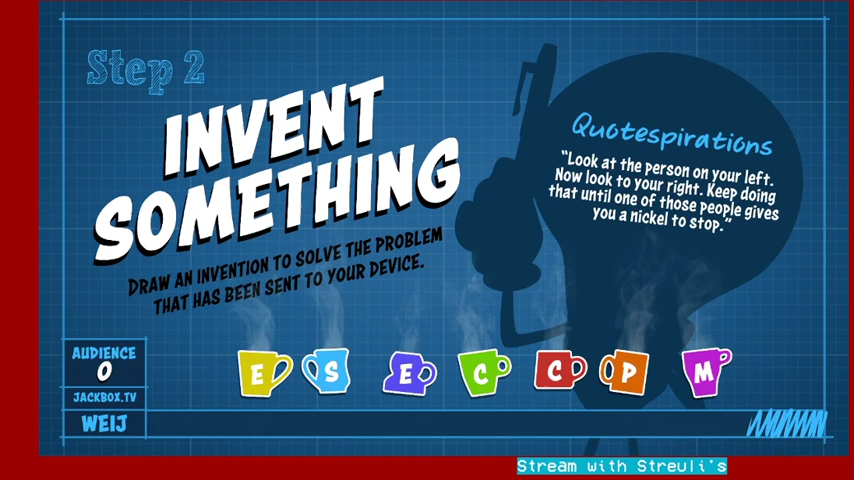 Step 2
INVENT
SOMETHING
DRAW AN INVENTION TO SOLVE THE PROBLEM
THAT HAS BEEN SENT TO YOUR DEVICE.
Quotespirations
"Look at the person on your left.
Now look to your right. Keep doing
that until one of those people gives
you a nickel to stop."
E S E C C P M
AUDIENCE
0
JACKBOX.TV
WEIJ
Stream with Streuli's